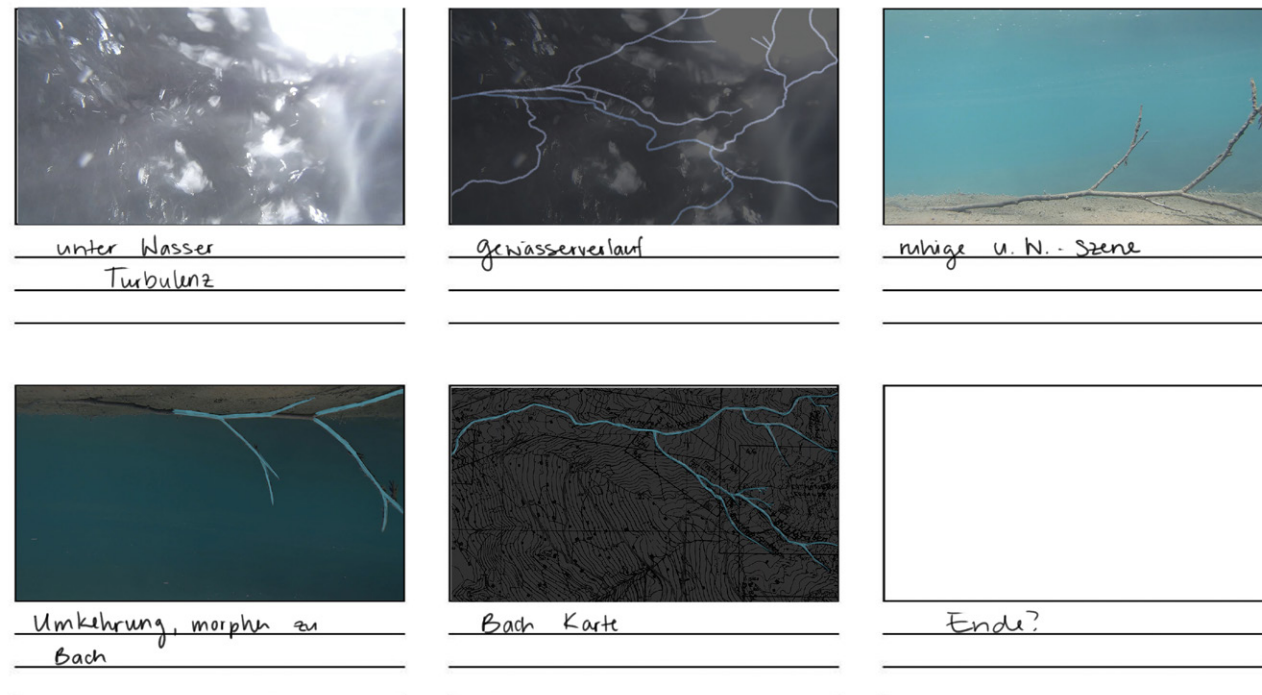 unter Wasser
Turbulenz
gewässerverlauf
ruhige u. W.- Szene
Umkehrung, morphen zu
Bach
Bach Karte
Ende?